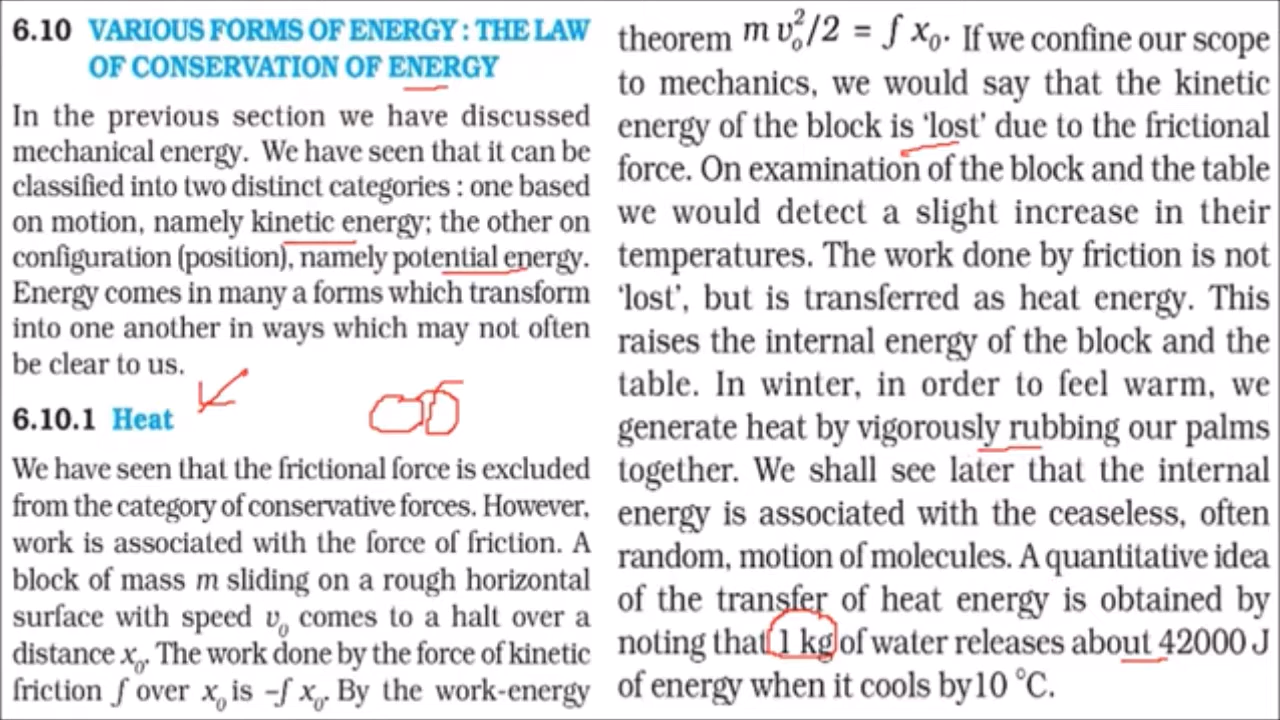 6.10 VARIOUS FORMS OF ENERGY : THE LAW
OF CONSERVATION OF ENERGY
In the previous section we have discussed
mechanical energy. We have seen that it can be
classified into two distinct categories : one based
on motion, namely kinetic energy; the other on
configuration (position), namely potential energy.
Energy comes in many a forms which transform
into one another in ways which may not often
be clear to us.
6.10.1 Heat
We have seen that the frictional force is excluded
from the category of conservative forces. However,
work is associated with the force of friction. A
block of mass m sliding on a rough horizontal
surface with speed v₀ comes to a halt over a
distance x₀. The work done by the force of kinetic
friction f over x₀ is –f x₀. By the work-energy
theorem m v₀²/2 = f x₀. If we confine our scope
to mechanics, we would say that the kinetic
energy of the block is ‘lost’ due to the frictional
force. On examination of the block and the table
we would detect a slight increase in their
temperatures. The work done by friction is not
‘lost’, but is transferred as heat energy. This
raises the internal energy of the block and the
table. In winter, in order to feel warm, we
generate heat by vigorously rubbing our palms
together. We shall see later that the internal
energy is associated with the ceaseless, often
random, motion of molecules. A quantitative idea
of the transfer of heat energy is obtained by
noting that 1 kg of water releases about 42000 J
of energy when it cools by10 °C.